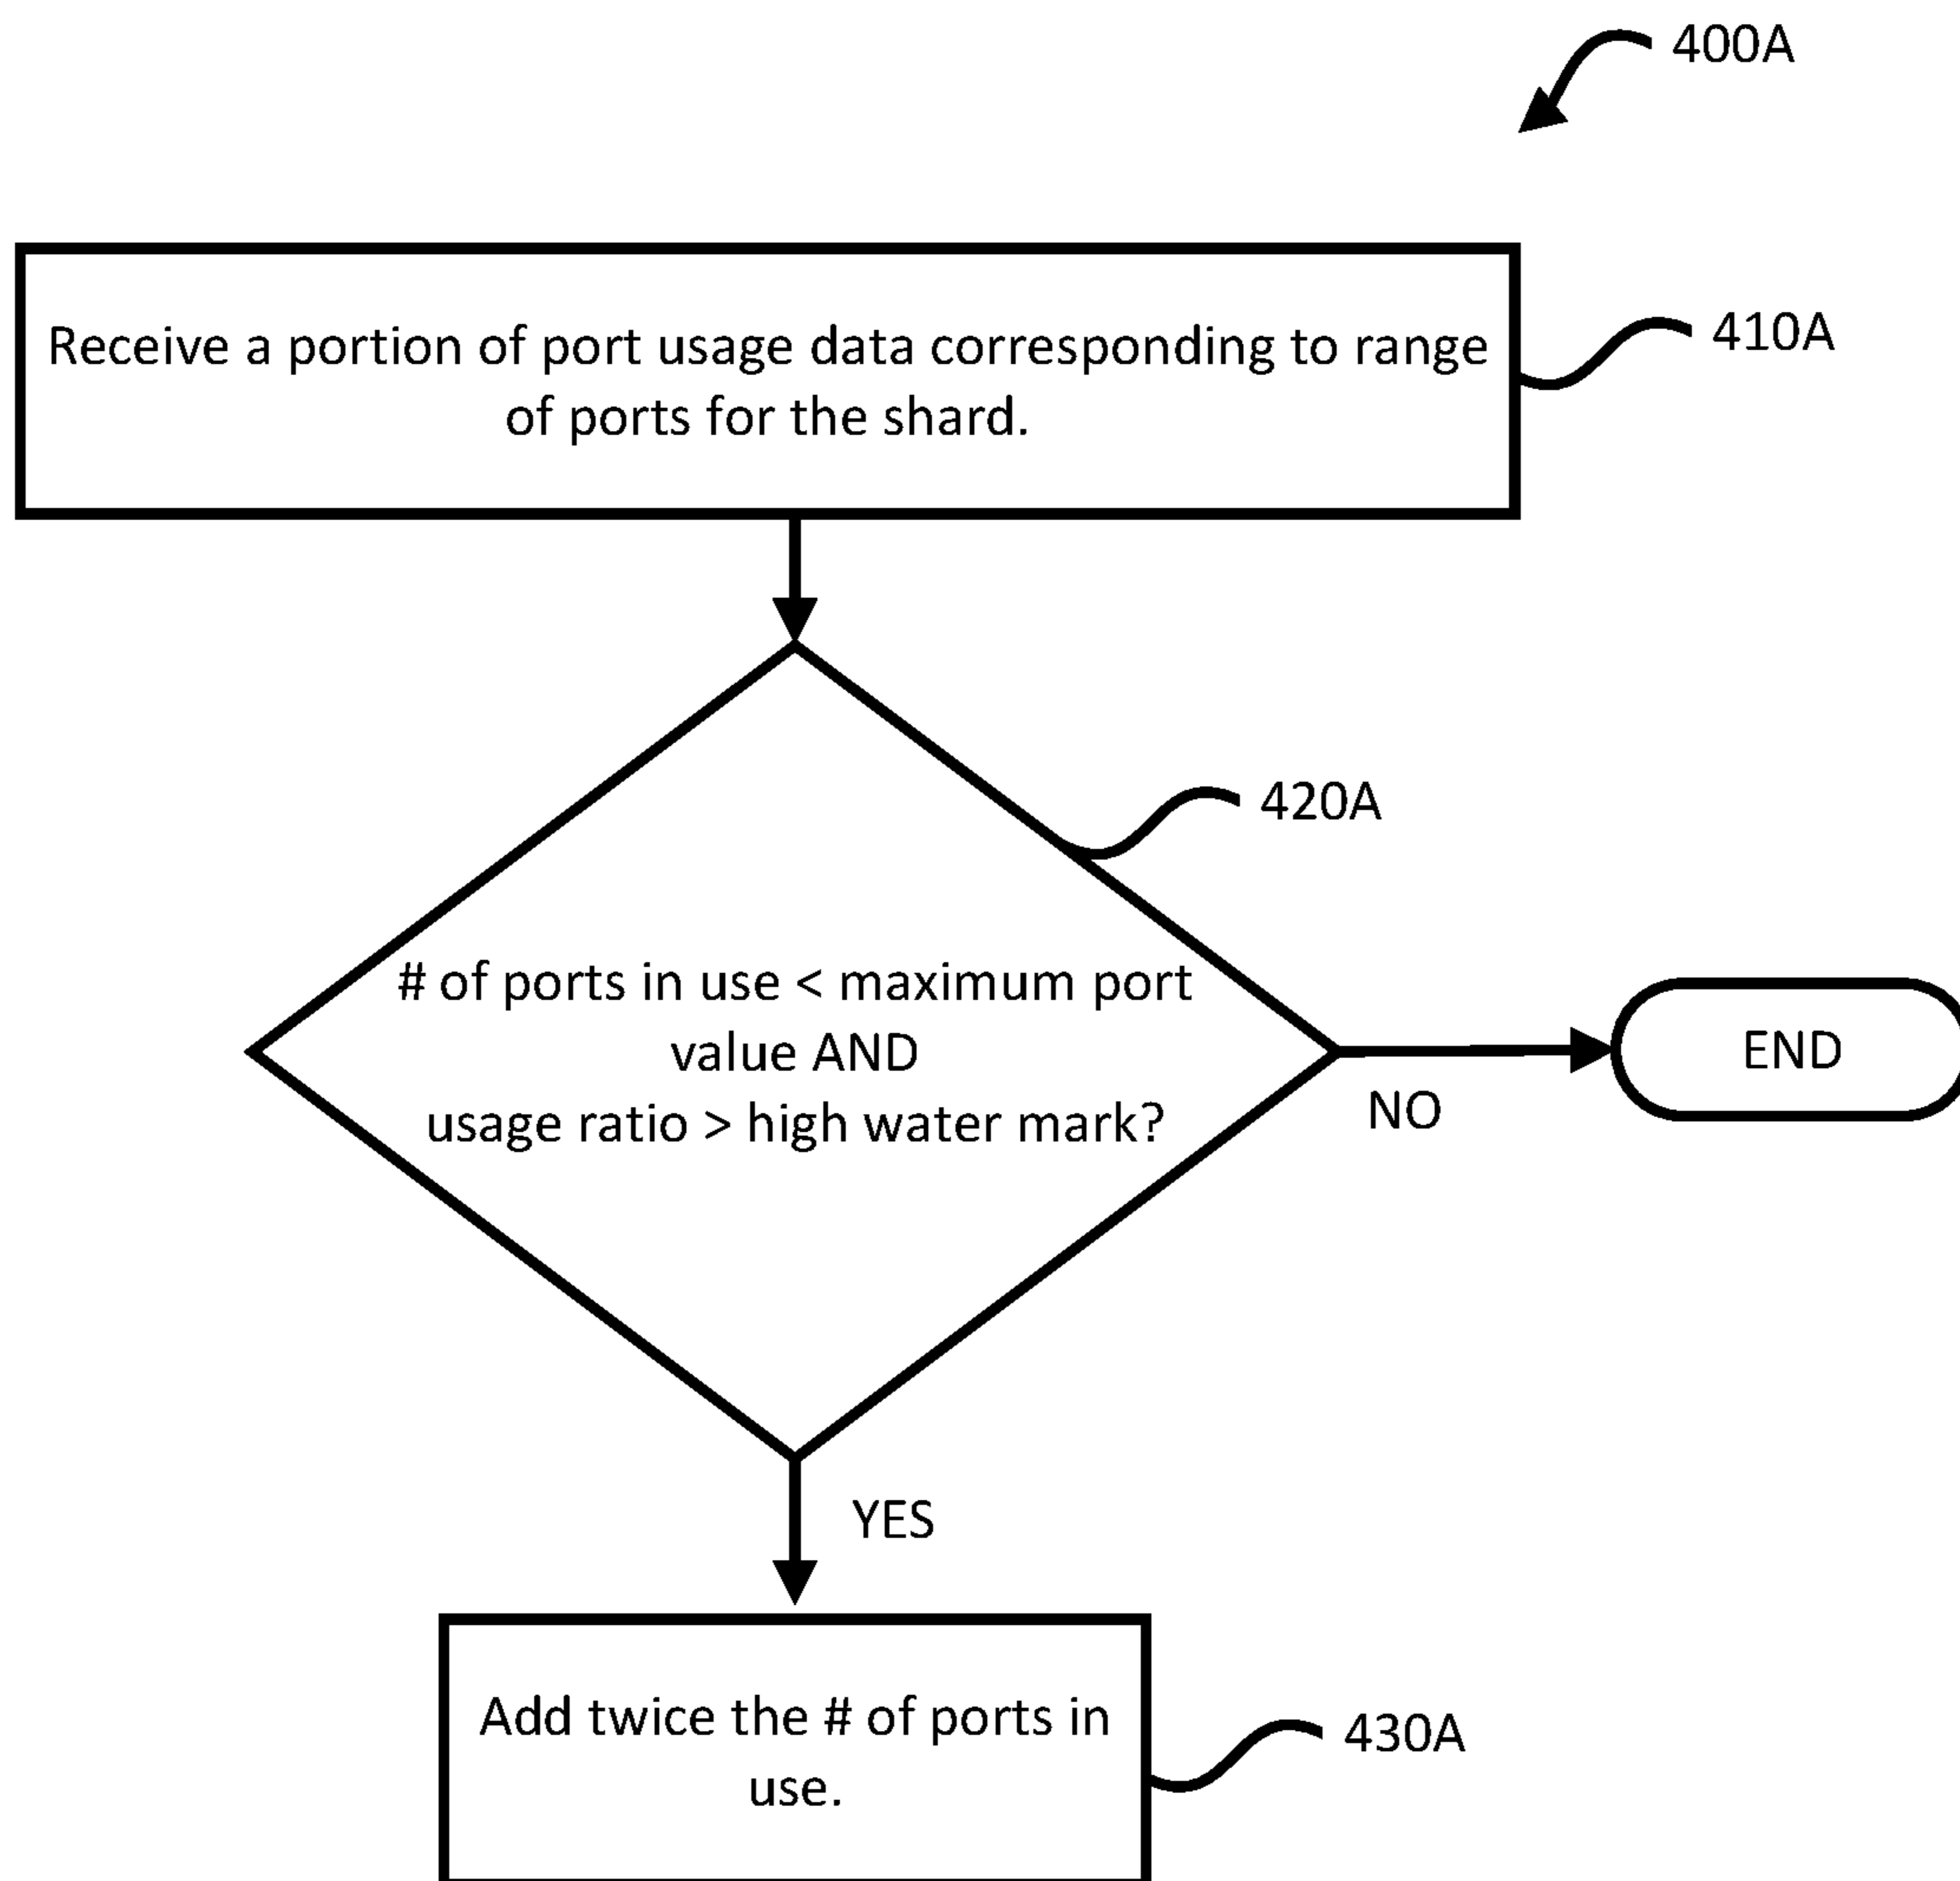 400A
Receive a portion of port usage data corresponding to range
of ports for the shard.
410A
420A
# of ports in use < maximum port
value AND
usage ratio > high water mark?
END
NO
YES
Add twice the # of ports in
use.
430A